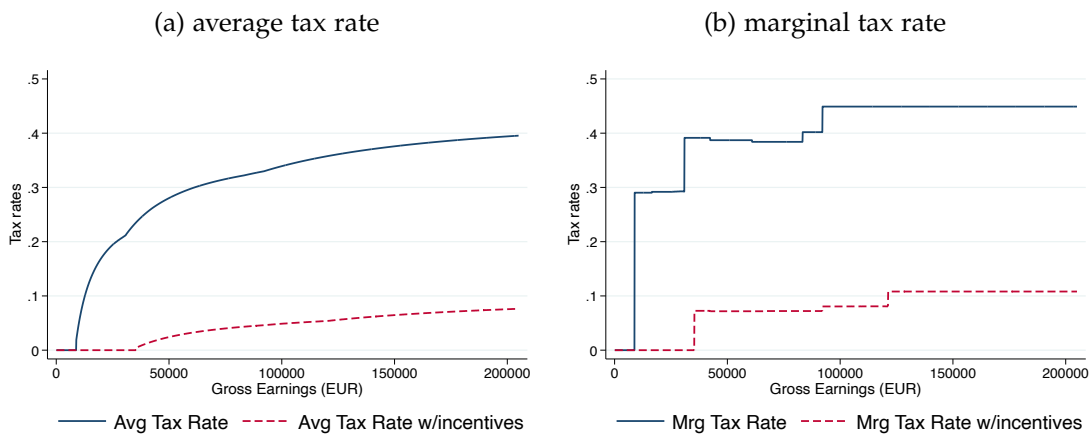 (a) average tax rate
.5
.4
.3
.2
.1
0
Tax rates
0 50000 100000 150000 200000
Gross Earnings (EUR)
Avg Tax Rate Avg Tax Rate w/incentives
(b) marginal tax rate
.5
.4
.3
.2
.1
0
Tax rates
0 50000 100000 150000 200000
Gross Earnings (EUR)
Mrg Tax Rate Mrg Tax Rate w/incentives